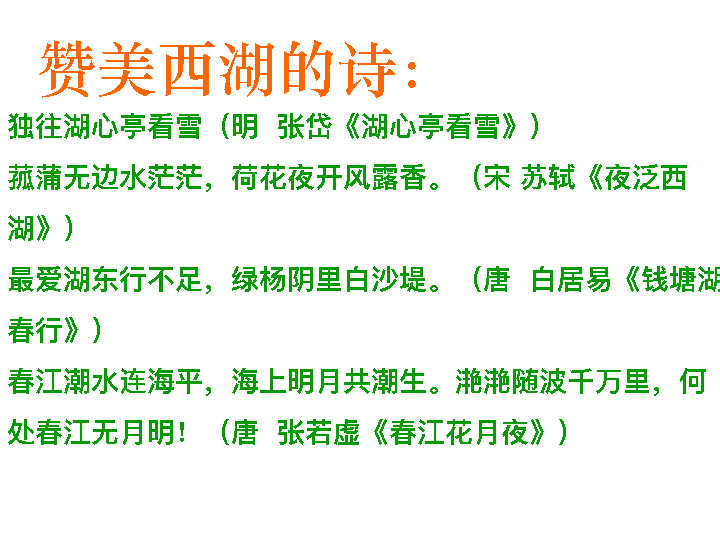 赞美西湖的诗：
独往湖心亭看雪（明 张岱《湖心亭看雪》）
菰蒲无边水茫茫，荷花夜开风露香。（宋 苏轼《夜泛西
湖》）
最爱湖东行不足，绿杨阴里白沙堤。（唐 白居易《钱塘湖
春行》）
春江潮水连海平，海上明月共潮生。滟滟随波千万里，何
处春江无月明！（唐 张若虚《春江花月夜》）